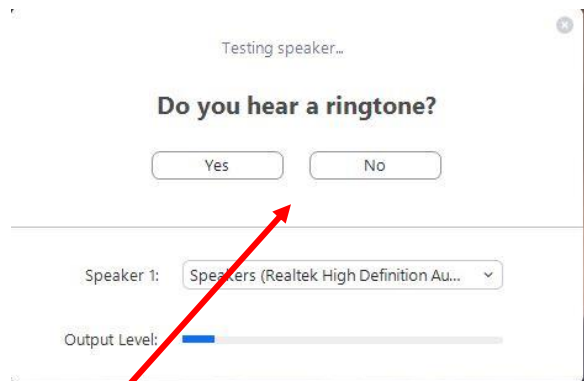 Testing speaker...
Do you hear a ringtone?
Yes No
Speaker 1: Speakers (Realtek High Definition Au...
Output Level: